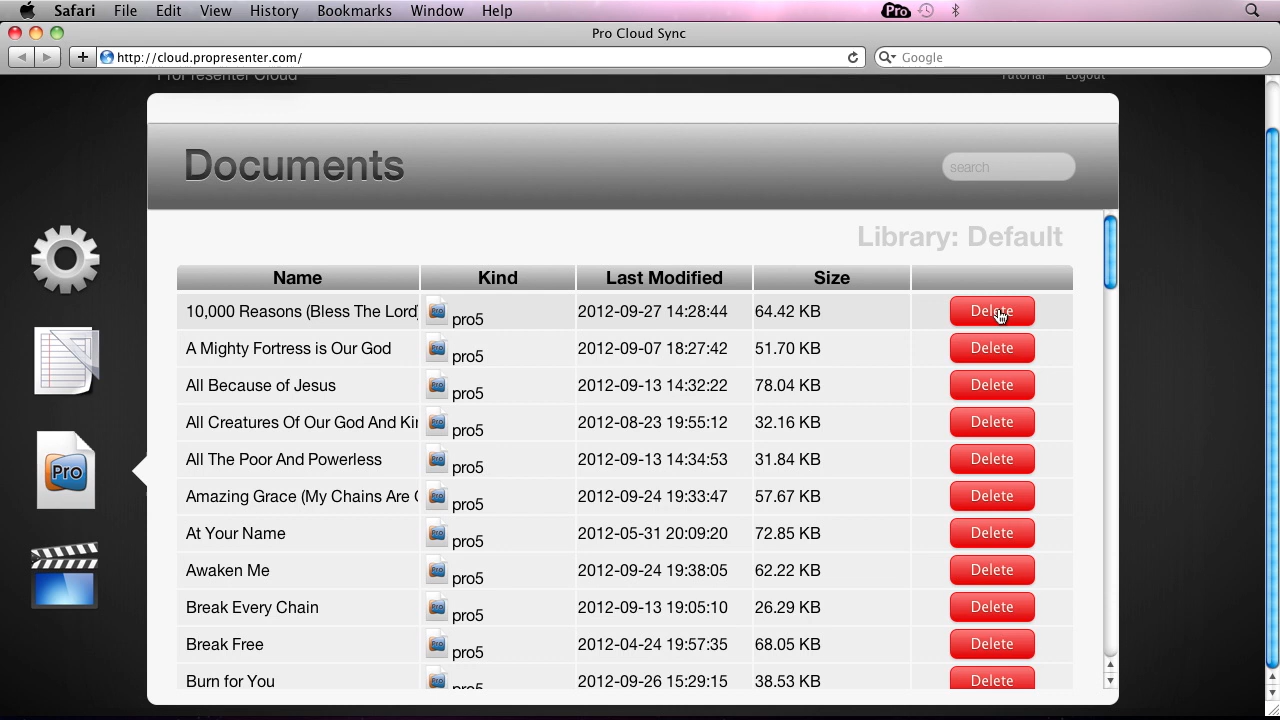 Safari File Edit View History Bookmarks Window Help Pro
Pro Cloud Sync
http://cloud.propresenter.com/ Google
ProPresenter Cloud Tutorial Logout
Documents search
Library: Default
Name Kind Last Modified Size
10,000 Reasons (Bless The Lord) pro5 2012-09-27 14:28:44 64.42 KB Delete
A Mighty Fortress is Our God pro5 2012-09-07 18:27:42 51.70 KB Delete
All Because of Jesus pro5 2012-09-13 14:32:22 78.04 KB Delete
All Creatures Of Our God And Kin pro5 2012-08-23 19:55:12 32.16 KB Delete
All The Poor And Powerless pro5 2012-09-13 14:34:53 31.84 KB Delete
Amazing Grace (My Chains Are pro5 2012-09-24 19:33:47 57.67 KB Delete
At Your Name pro5 2012-05-31 20:09:20 72.85 KB Delete
Awaken Me pro5 2012-09-24 19:38:05 62.22 KB Delete
Pro
Break Every Chain pro5 2012-09-13 19:05:10 26.29 KB Delete
Break Free pro5 2012-04-24 19:57:35 68.05 KB Delete
Burn for You pro5 2012-09-26 15:29:15 38.53 KB Delete